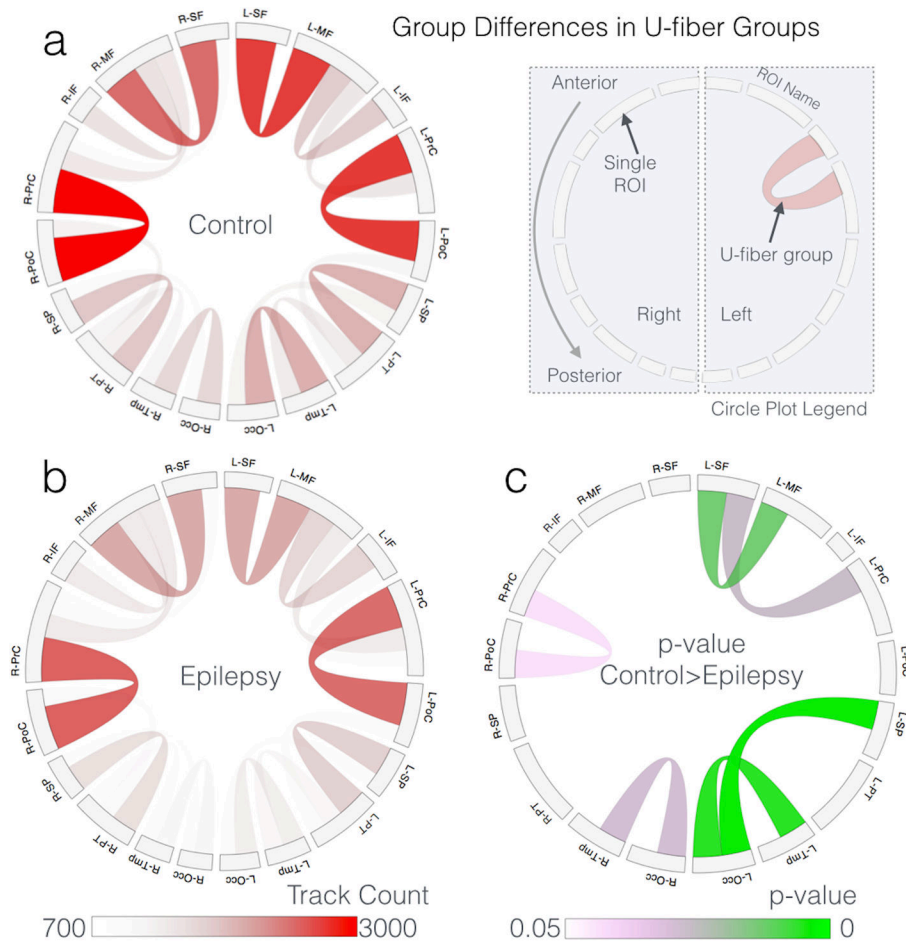 Group Differences in U-fiber Groups
a
R-SF
L-SF
R-MF
L-MF
R-IF
L-IF
R-PrC
L-PrC
Control
R-PoC
L-PoC
R-SP
L-SP
R-PT
L-PT
R-Tmp
L-Tmp
R-Occ
L-Occ
Anterior
ROI Name
Single
ROI
U-fiber group
Right
Left
Posterior
Circle Plot Legend
b
R-SF
L-SF
R-MF
L-MF
R-IF
L-IF
R-PrC
L-PrC
Epilepsy
R-PoC
L-PoC
R-SP
L-SP
R-PT
L-PT
R-Tmp
L-Tmp
R-Occ
L-Occ
Track Count
700
3000
c
R-SF
L-SF
R-MF
L-MF
R-IF
L-IF
R-PrC
L-PrC
p-value
Control>Epilepsy
R-PoC
L-PoC
R-SP
L-SP
R-PT
L-PT
R-Tmp
L-Tmp
R-Occ
L-Occ
p-value
0.05
0